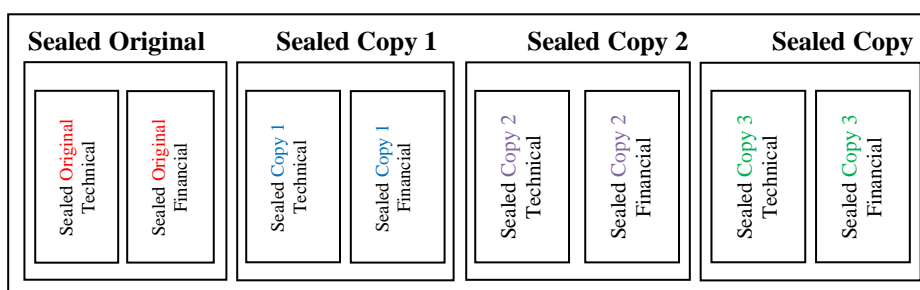 Sealed Original
Sealed Copy 1
Sealed Copy 2
Sealed Copy
Sealed Original
Technical
Sealed Original
Financial
Sealed Copy 1
Technical
Sealed Copy 1
Financial
Sealed Copy 2
Technical
Sealed Copy 2
Financial
Sealed Copy 3
Technical
Sealed Copy 3
Financial